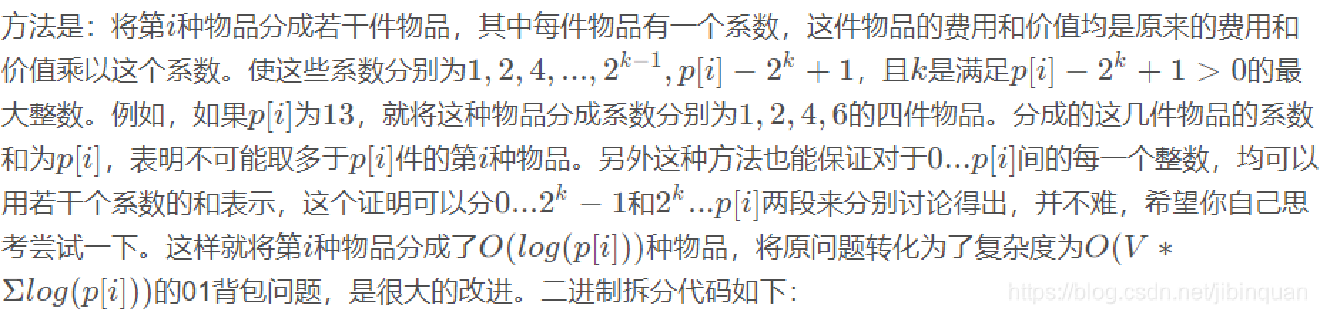 方法是：将第i种物品分成若干件物品，其中每件物品有一个系数，这件物品的费用和价值均是原来的费用和
价值乘以这个系数。使这些系数分别为1,2,4,...,2^{k−1},p[i]−2^k+1，且k是满足p[i]−2^k+1>0的最
大整数。例如，如果p[i]为13，就将这种物品分成系数分别为1,2,4,6的四件物品。分成的这几件物品的系数
和为p[i]，表明不可能取多于p[i]件的第i种物品。另外这种方法也能保证对于0...p[i]间的每一个整数，均可以
用若干个系数的和表示，这个证明可以分0...2^k−1和2^k...p[i]两段来分别讨论得出，并不难，希望你自己思
考尝试一下。这样就将第i种物品分成了O(log(p[i]))种物品，将原问题转化为了复杂度为O(V∗
Σlog(p[i]))的01背包问题，是很大的改进。二进制拆分代码如下：
https://blog.csdn.net/jibinquan